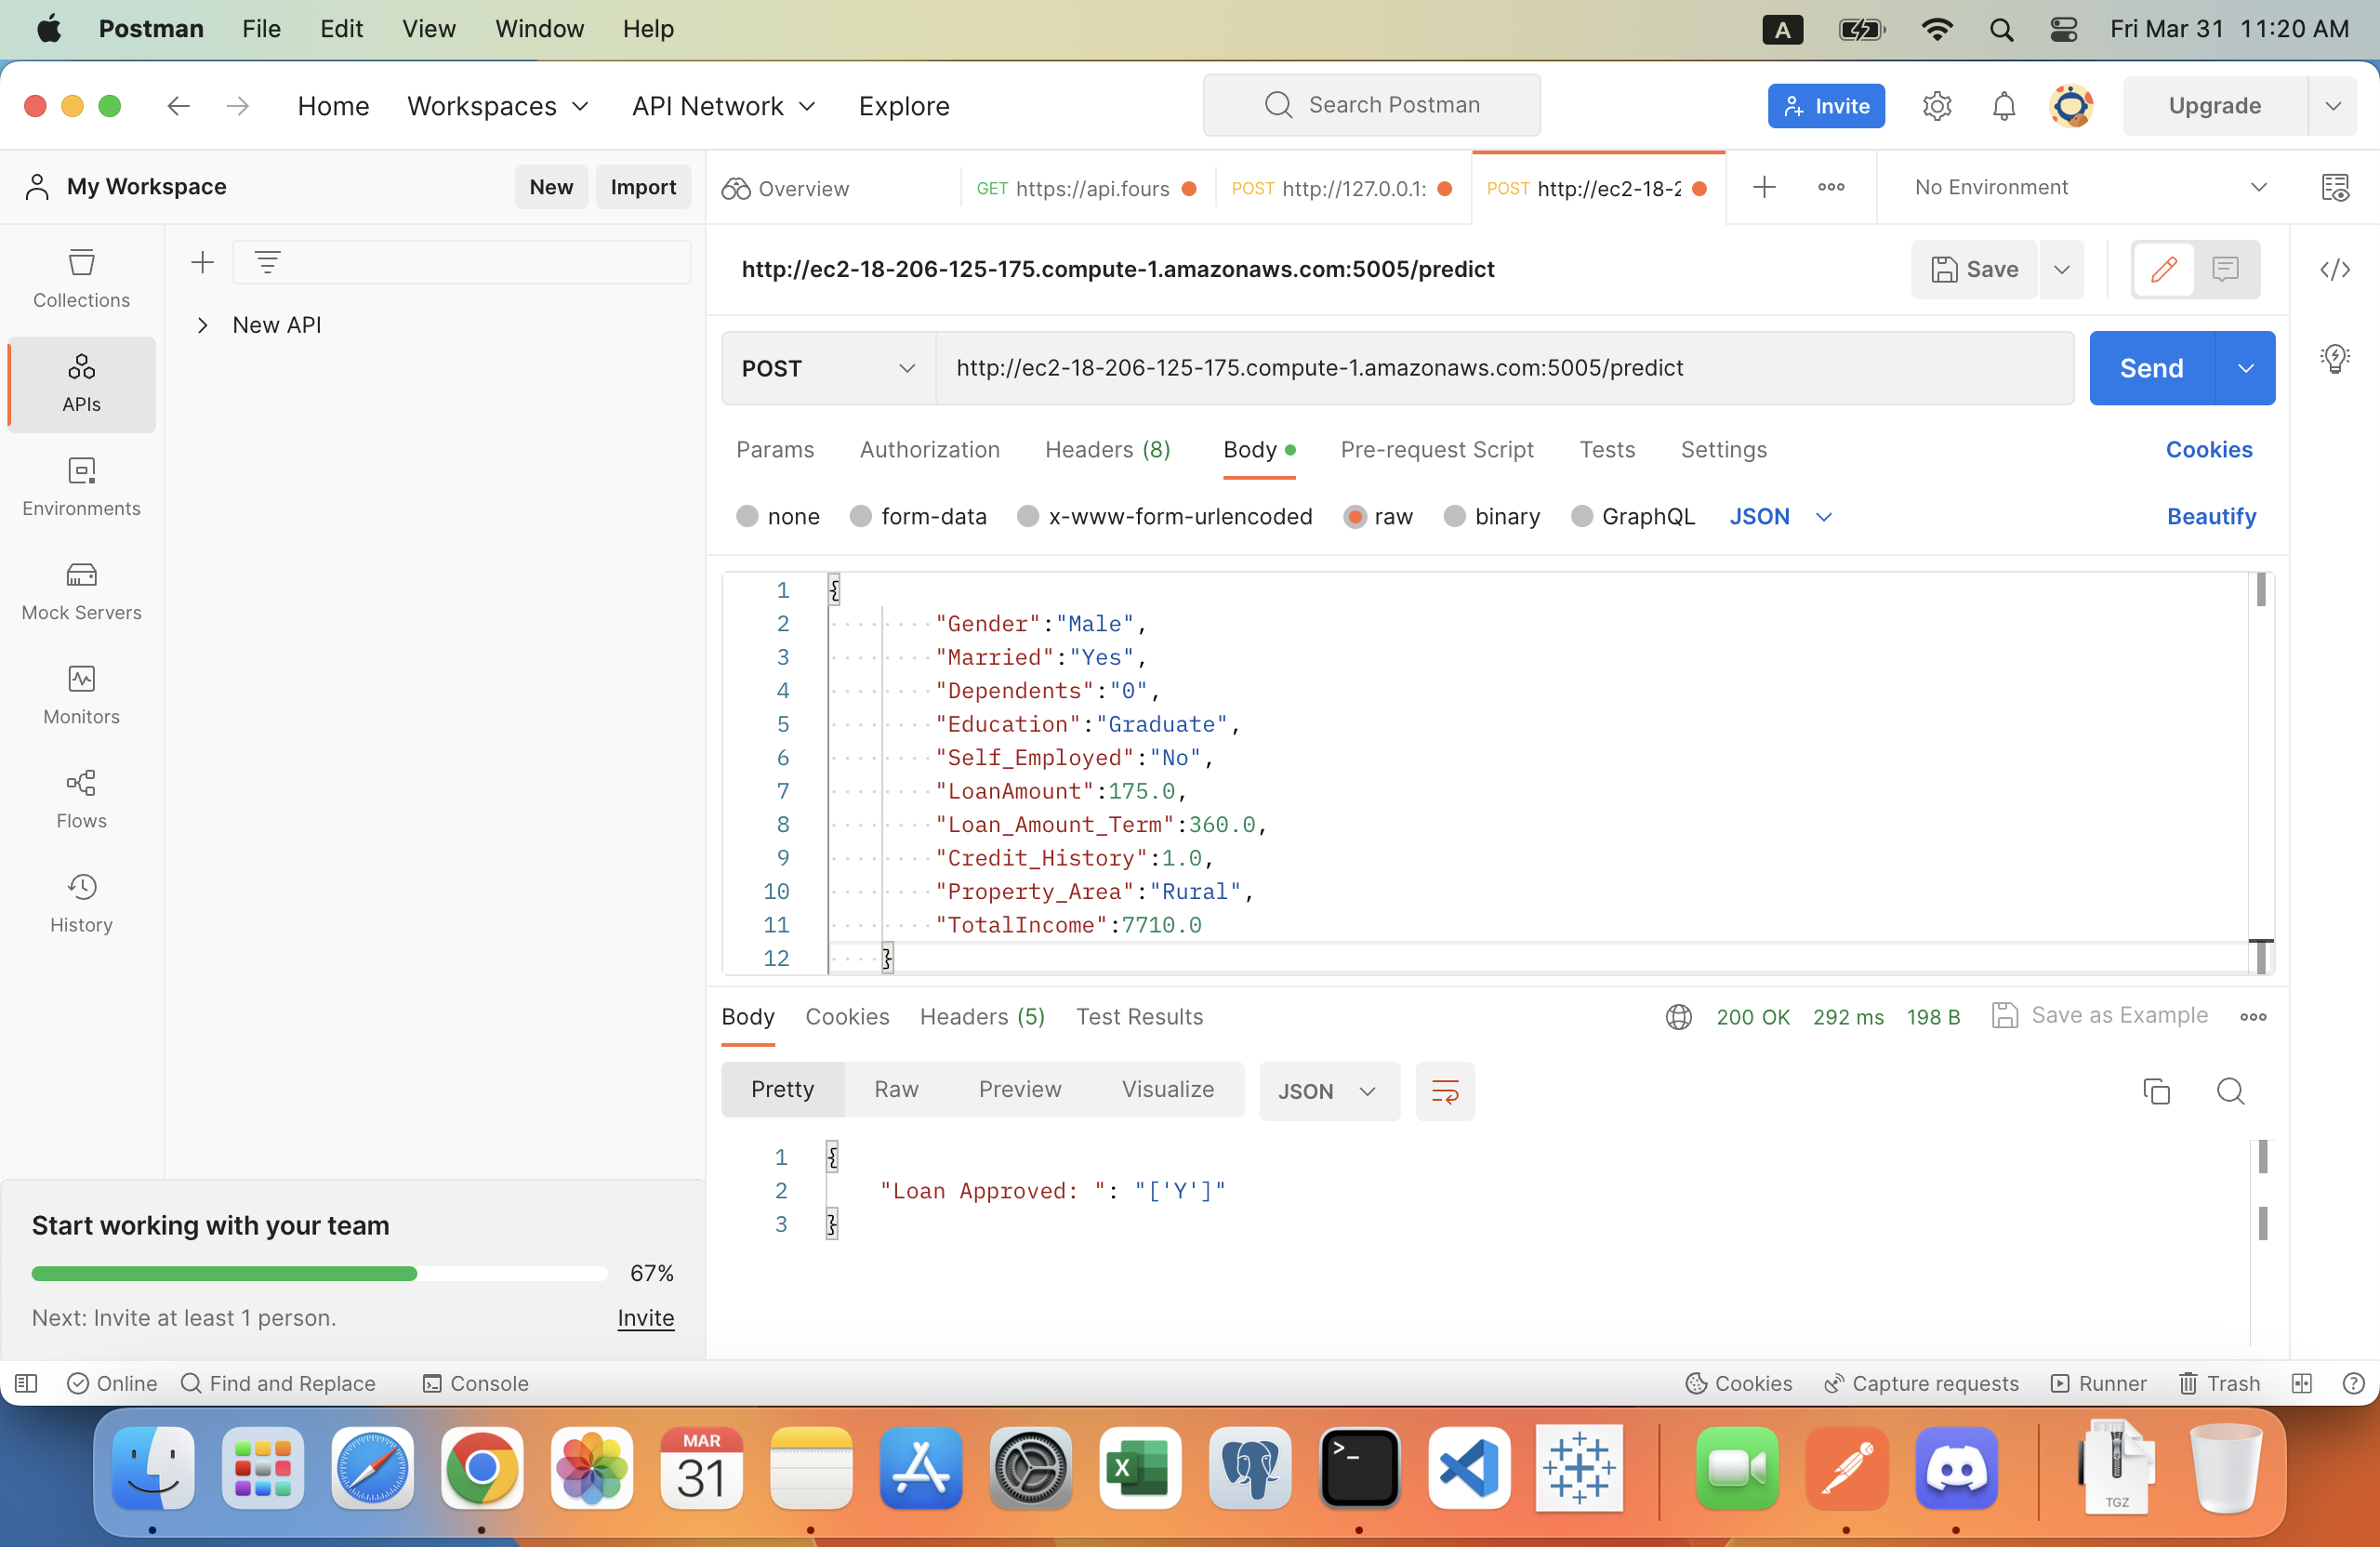 Postman File Edit View Window Help
A Fri Mar 31 11:20 AM
Home Workspaces API Network Explore
Search Postman
Invite
Upgrade
My Workspace New Import
Overview GET https://api.fours POST http://127.0.0.1: POST http://ec2-18-2 No Environment
Collections
APIs
Environments
Mock Servers
Monitors
Flows
History
New API
http://ec2-18-206-125-175.compute-1.amazonaws.com:5005/predict
Save
POST http://ec2-18-206-125-175.compute-1.amazonaws.com:5005/predict Send
Params Authorization Headers (8) Body Pre-request Script Tests Settings Cookies
none form-data x-www-form-urlencoded raw binary GraphQL JSON Beautify
1 {
2 "Gender":"Male",
3 "Married":"Yes",
4 "Dependents":"0",
5 "Education":"Graduate",
6 "Self_Employed":"No",
7 "LoanAmount":175.0,
8 "Loan_Amount_Term":360.0,
9 "Credit_History":1.0,
10 "Property_Area":"Rural",
11 "TotalIncome":7710.0
12 }
Body Cookies Headers (5) Test Results 200 OK 292 ms 198 B Save as Example
Pretty Raw Preview Visualize JSON
1 {
2 "Loan Approved: ": "['Y']"
3 }
Start working with your team
67%
Next: Invite at least 1 person. Invite
Online Find and Replace Console Cookies Capture requests Runner Trash
MAR
31
X
>_
TGZ